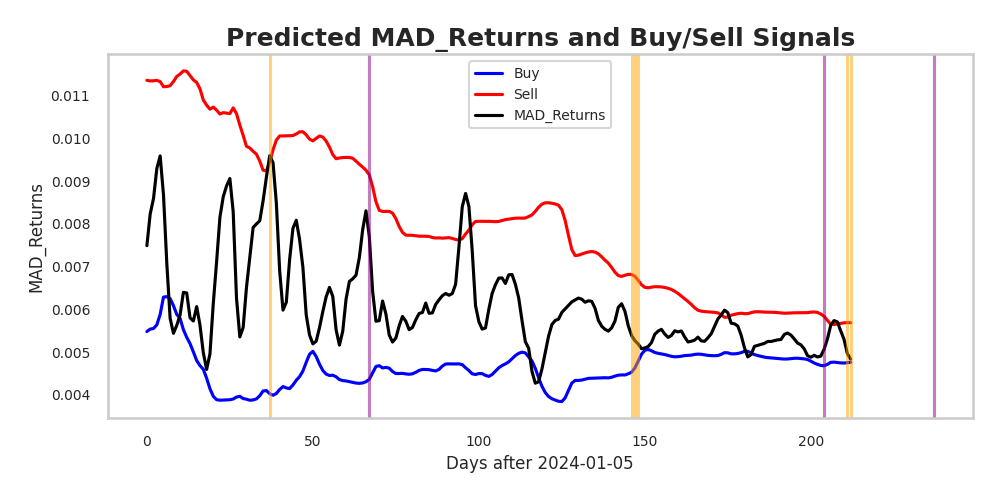 Predicted MAD_Returns and Buy/Sell Signals
Buy
Sell
MAD_Returns
MAD_Returns
0.011
0.010
0.009
0.008
0.007
0.006
0.005
0.004
0
50
100
150
200
Days after 2024-01-05